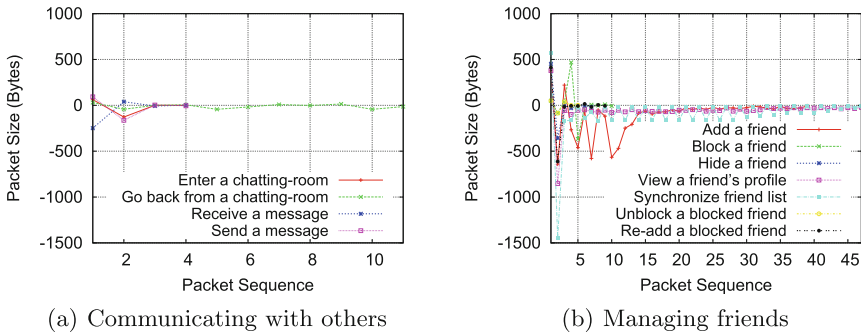 1000
500
0
-500
-1000
-1500
Packet Size (Bytes)
2 4 6 8 10
Packet Sequence
Enter a chatting-room
Go back from a chatting-room
Receive a message
Send a message
(a) Communicating with others
1000
500
0
-500
-1000
-1500
Packet Size (Bytes)
5 10 15 20 25 30 35 40 45
Packet Sequence
Add a friend
Block a friend
Hide a friend
View a friend's profile
Synchronize friend list
Unblock a blocked friend
Re-add a blocked friend
(b) Managing friends